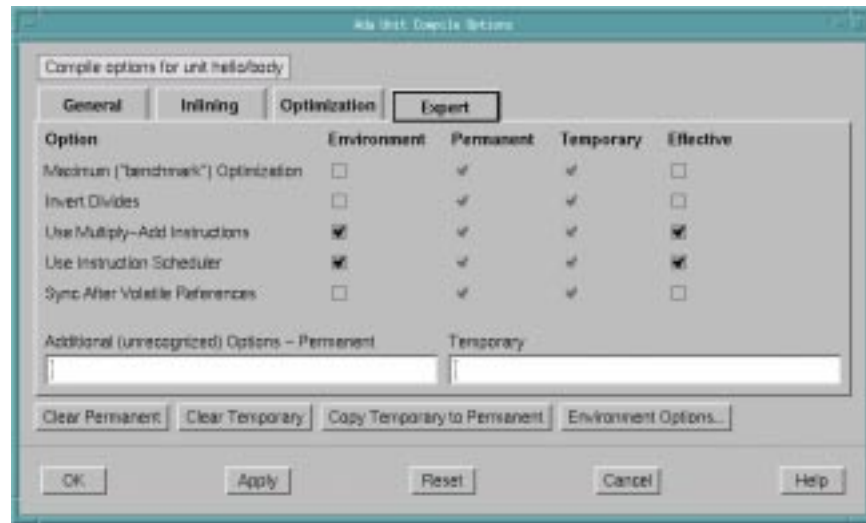 Ada Unit Compile Options
Compile options for unit hello/body
General Inlining Optimization Expert
Option Environment Permanent Temporary Effective
Maximum ("benchmark") Optimization
Invert Divides
Use Multiply-Add Instructions
Use Instruction Scheduler
Sync After Volatile References
Additional (unrecognized) Options - Permanent Temporary
Clear Permanent Clear Temporary Copy Temporary to Permanent Environment Options...
OK Apply Reset Cancel Help